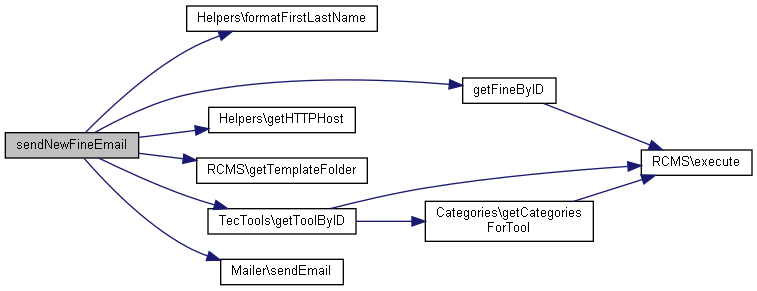 Helpers\formatFirstLastName
getFineByID
Helpers\getHTTPHost
sendNewFineEmail
RCMS\execute
RCMS\getTemplateFolder
TecTools\getToolByID
Categories\getCategories
ForTool
Mailer\sendEmail